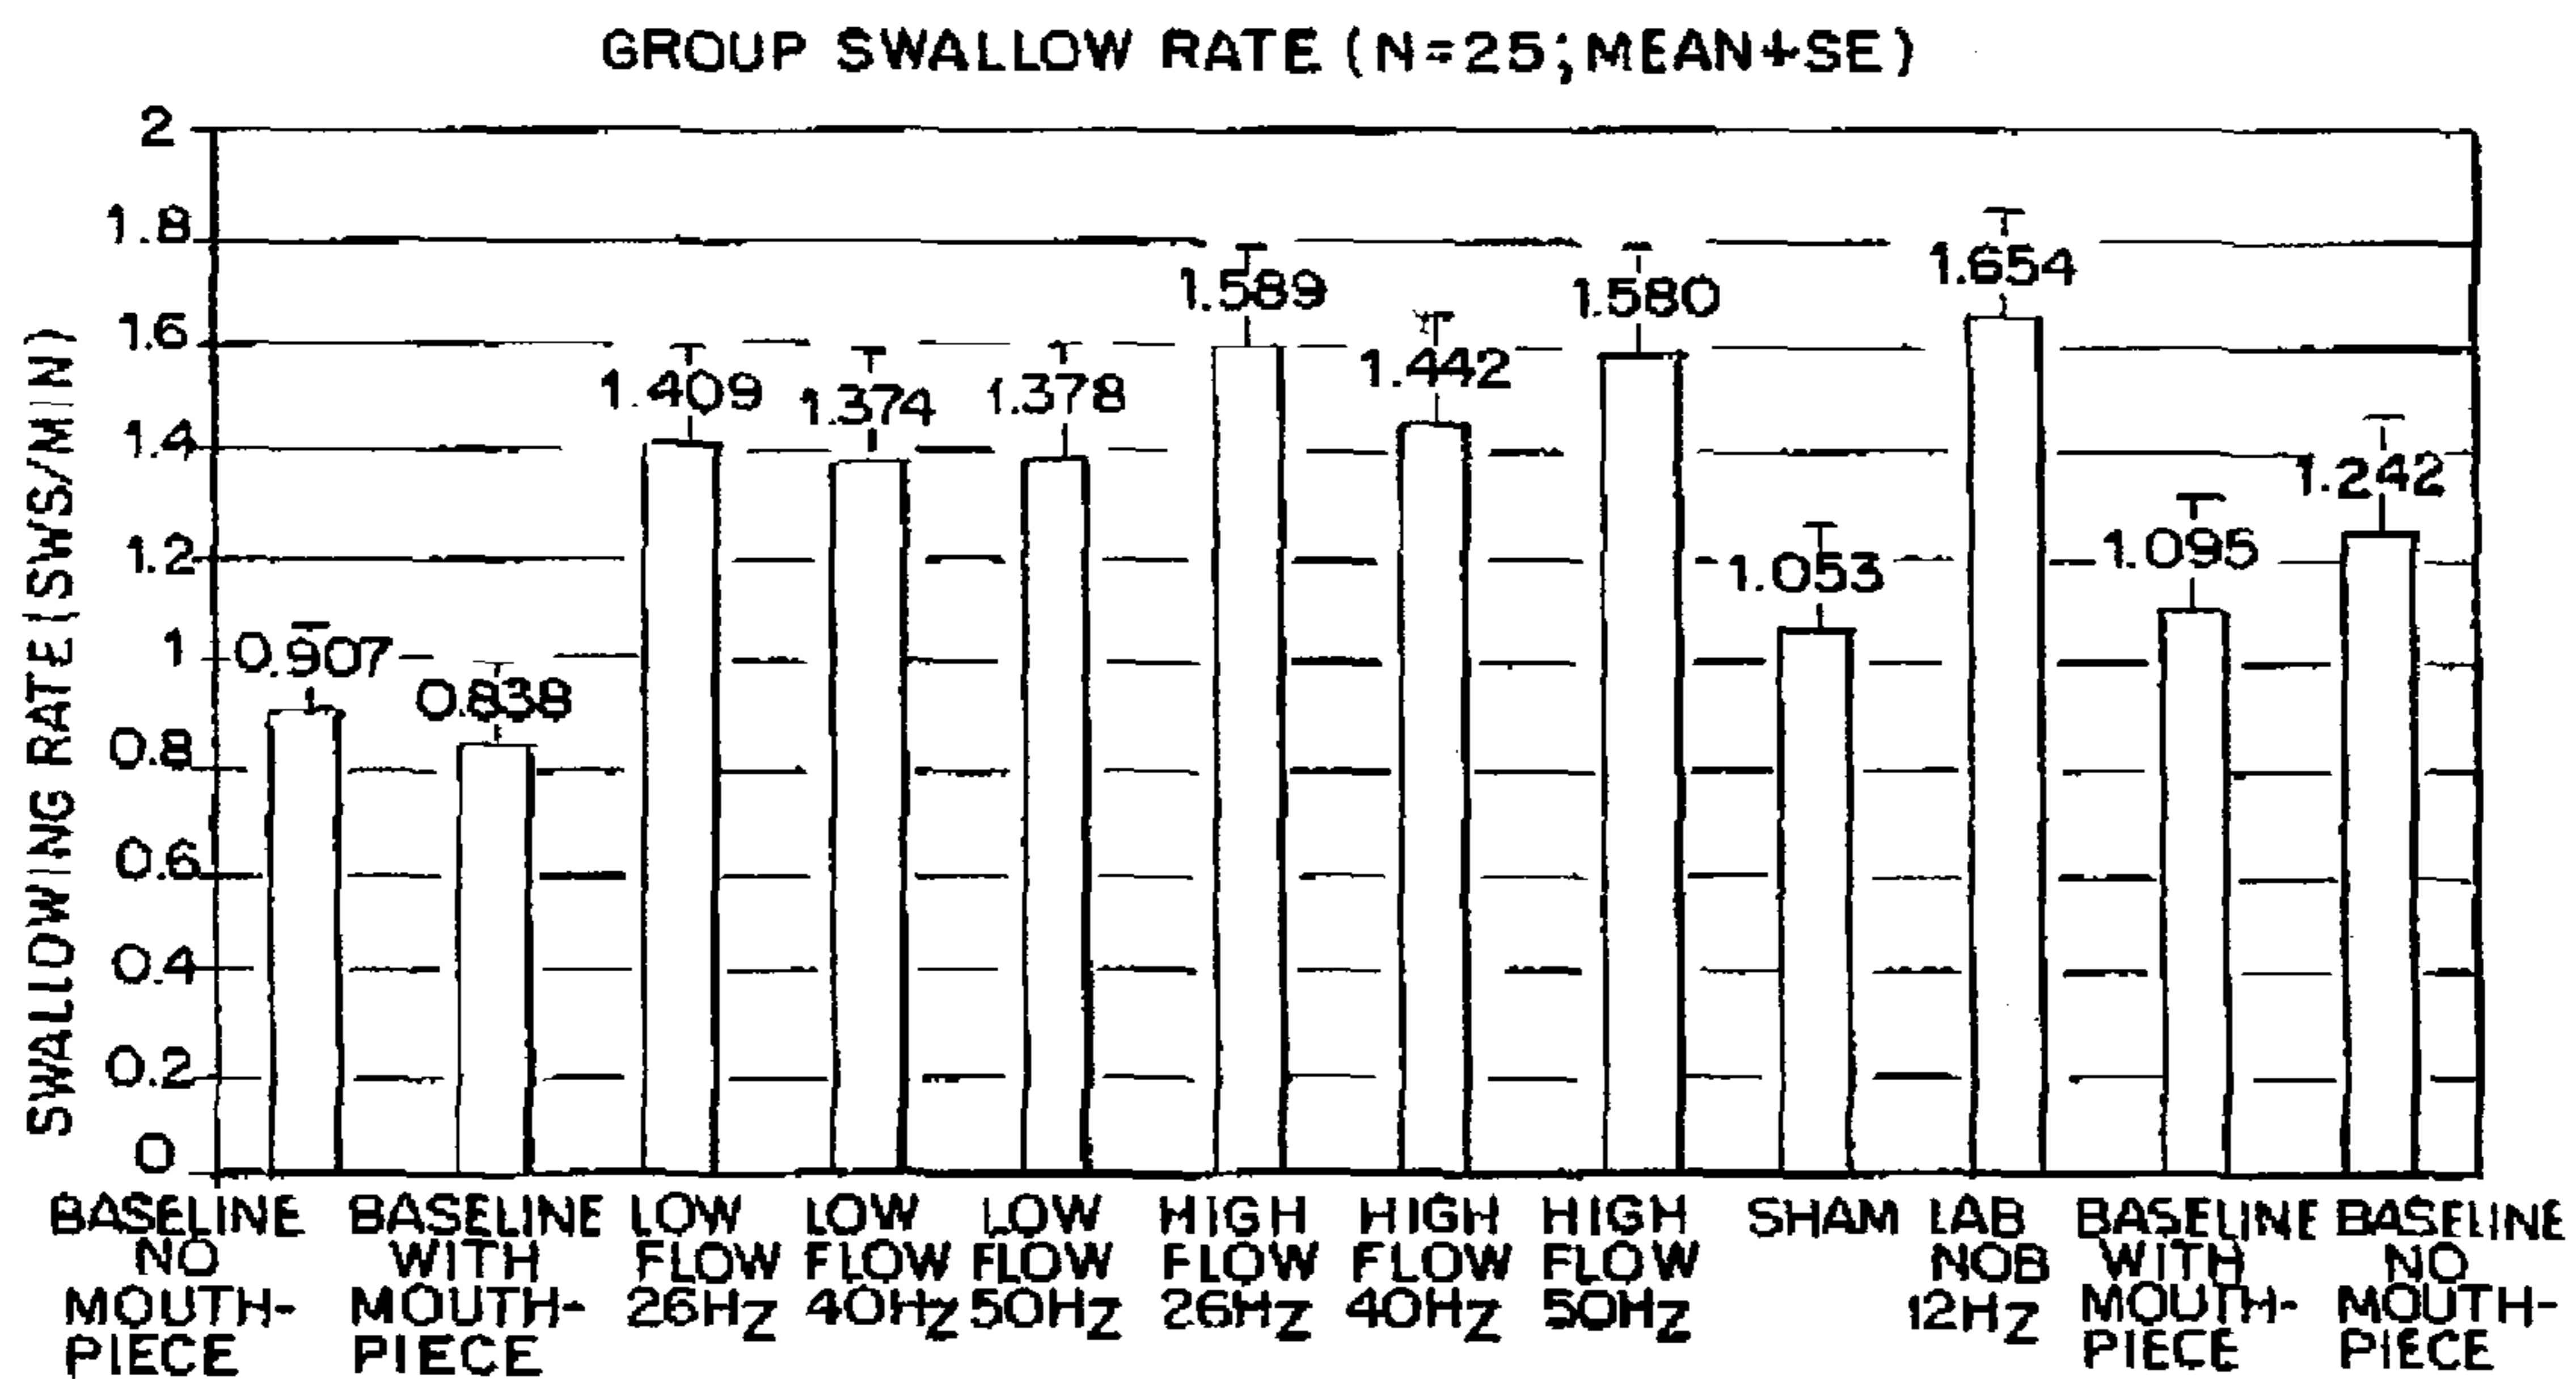 GROUP SWALLOW RATE (N=25; MEAN+SE)
SWALLOWING RATE (SWS/MIN)
2
1.8
1.6
1.4
1.2
1
0.8
0.6
0.4
0.2
0
0.907
0.838
1.409
1.374
1.378
1.589
1.442
1.580
1.053
1.654
1.095
1.242
BASELINE
NO
MOUTH-
PIECE
BASELINE
WITH
MOUTH-
PIECE
LOW
FLOW
26HZ
LOW
FLOW
40HZ
LOW
FLOW
50HZ
HIGH
FLOW
26HZ
HIGH
FLOW
40HZ
HIGH
FLOW
50HZ
SHAM
LAB
NOB
12HZ
BASELINE
WITH
MOUTH-
PIECE
BASELINE
NO
MOUTH-
PIECE